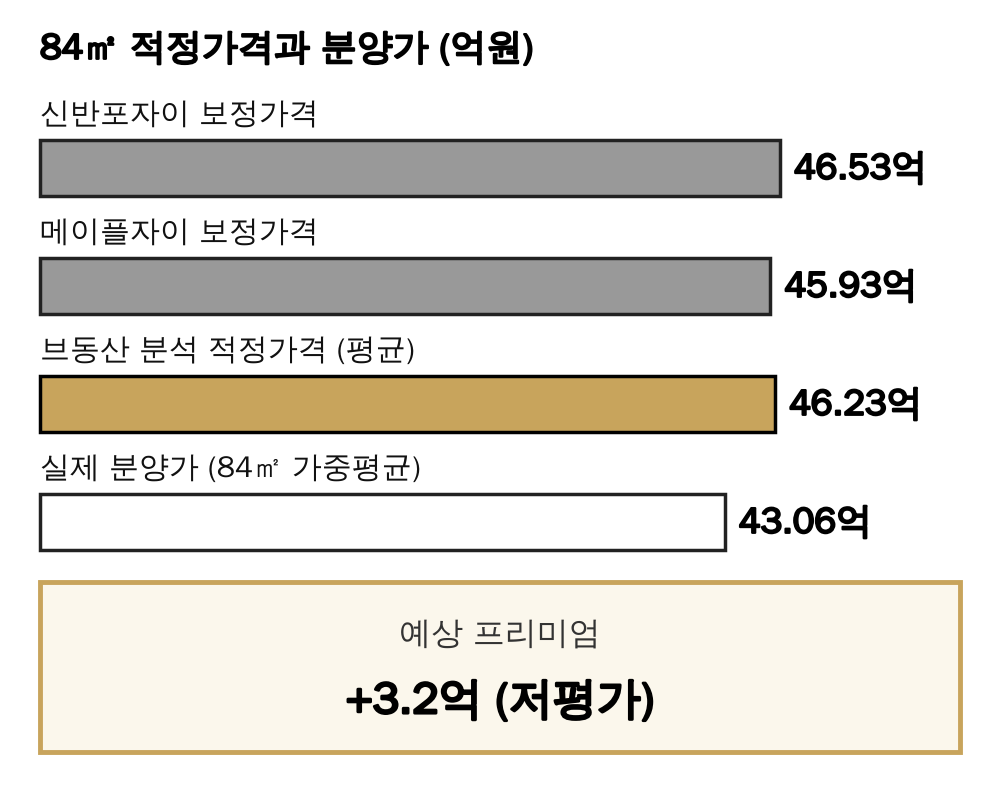 84㎡ 적정가격과 분양가 (억원)
신반포자이 보정가격
46.53억
메이플자이 보정가격
45.93억
브동산 분석 적정가격 (평균)
46.23억
실제 분양가 (84㎡ 가중평균)
43.06억
예상 프리미엄
+3.2억 (저평가)